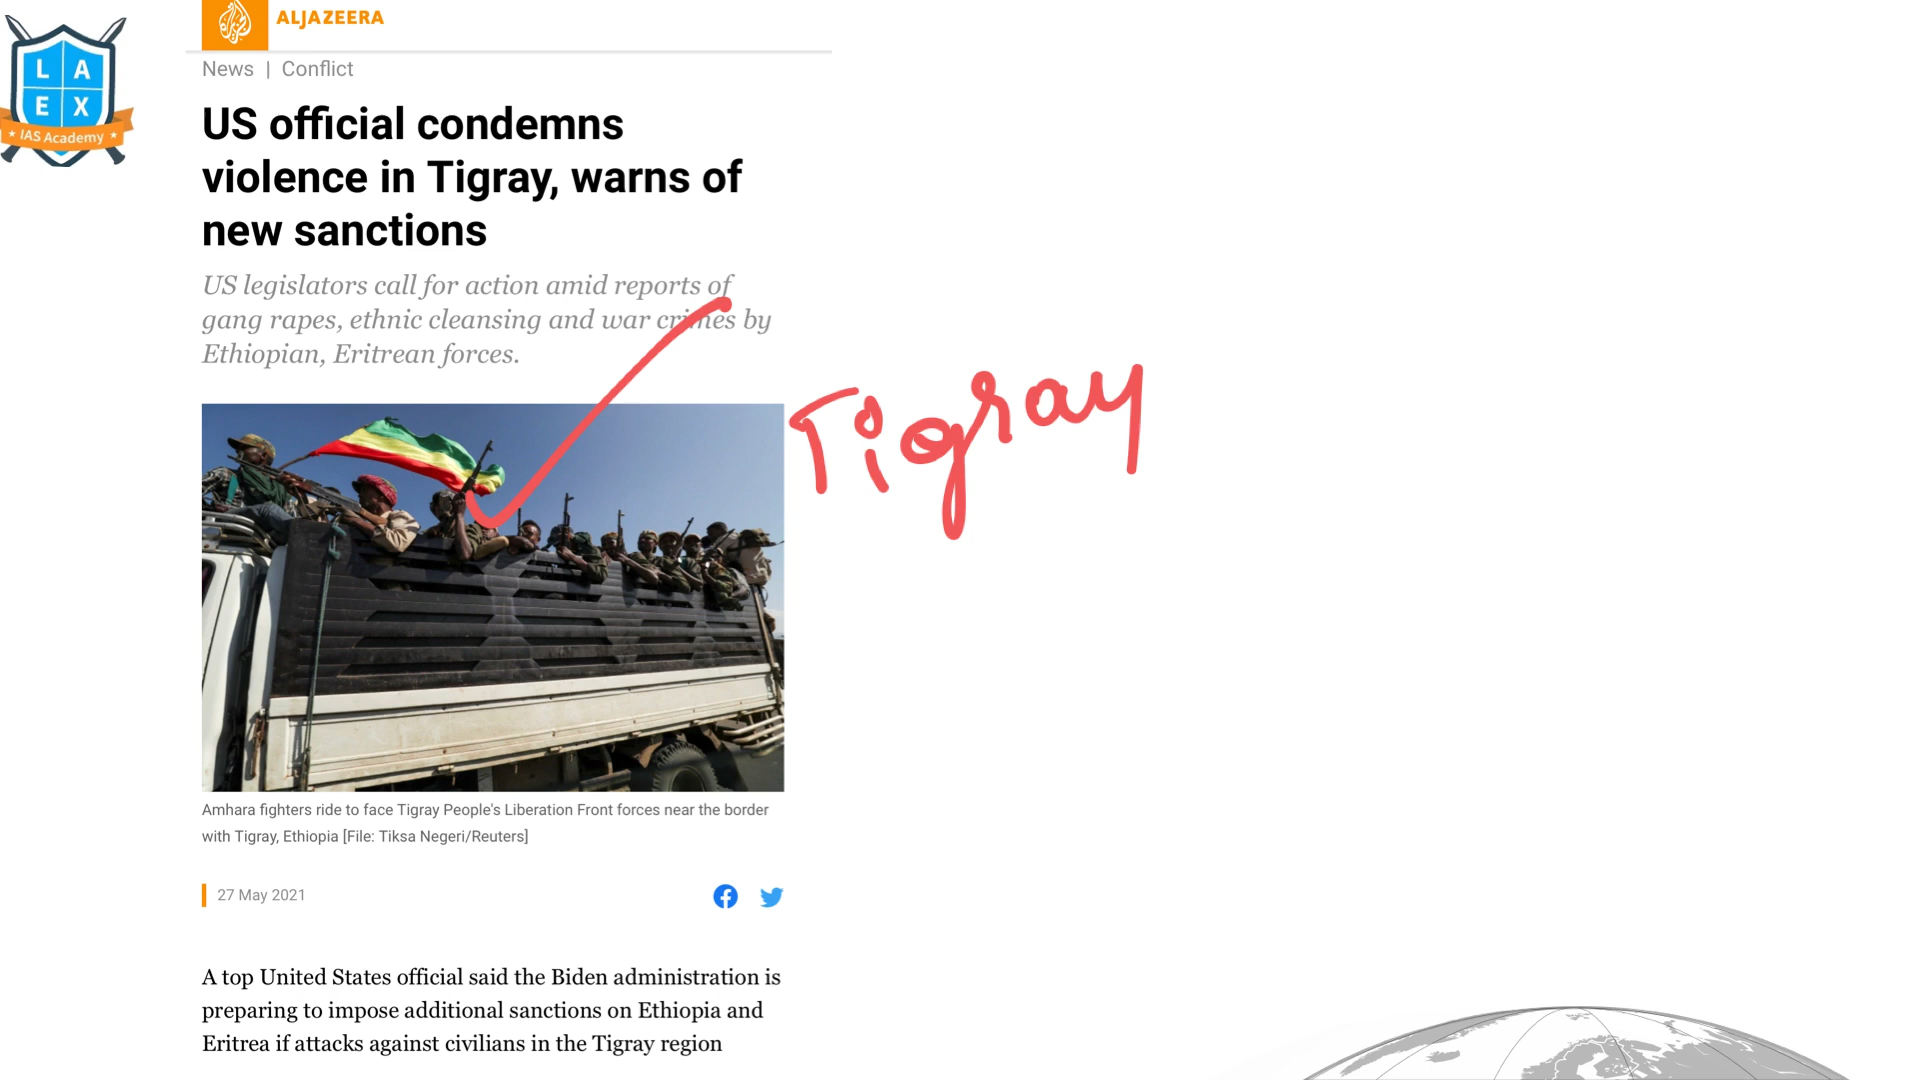 L A
E X
IAS Academy
ALJAZEERA
News | Conflict
US official condemns
violence in Tigray, warns of
new sanctions
US legislators call for action amid reports of
gang rapes, ethnic cleansing and war crimes by
Ethiopian, Eritrean forces.
Tigray
Amhara fighters ride to face Tigray People's Liberation Front forces near the border
with Tigray, Ethiopia [File: Tiksa Negeri/Reuters]
27 May 2021
A top United States official said the Biden administration is
preparing to impose additional sanctions on Ethiopia and
Eritrea if attacks against civilians in the Tigray region